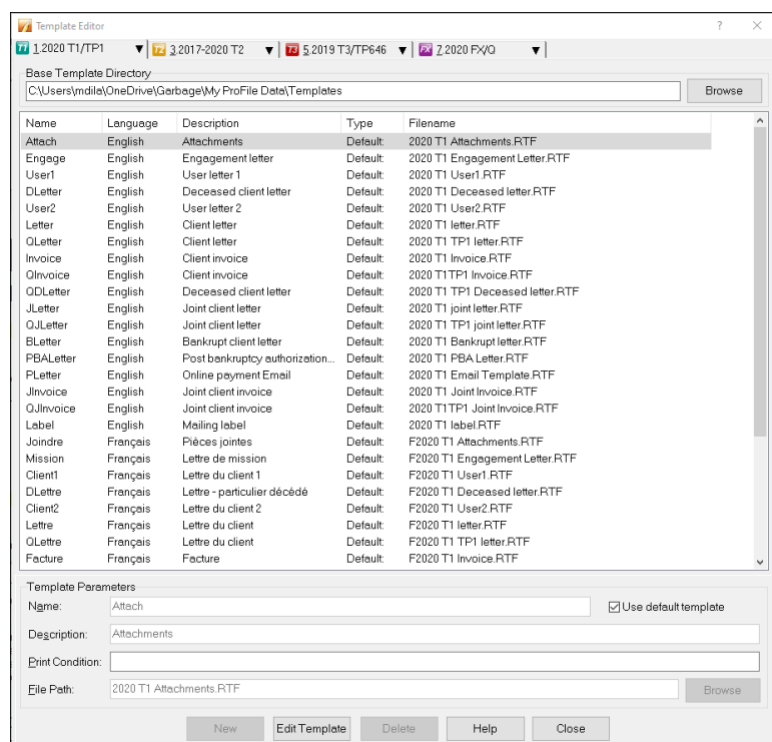 Template Editor
1.2020 T1/TP1 3.2017-2020 T2 5.2019 T3/TP646 7.2020 FX/Q
Base Template Directory
C:\Users\mdila\OneDrive\Garbage\My ProFile Data\Templates Browse
Name Language Description Type Filename
Attach English Attachments Default: 2020 T1 Attachments.RTF
Engage English Engagement letter Default: 2020 T1 Engagement Letter.RTF
User1 English User letter 1 Default: 2020 T1 User1.RTF
DLetter English Deceased client letter Default: 2020 T1 Deceased letter.RTF
User2 English User letter 2 Default: 2020 T1 User2.RTF
Letter English Client letter Default: 2020 T1 letter.RTF
QLetter English Client letter Default: 2020 T1 TP1 letter.RTF
Invoice English Client invoice Default: 2020 T1 Invoice.RTF
QInvoice English Client invoice Default: 2020 T1TP1 Invoice.RTF
QDLetter English Deceased client letter Default: 2020 T1 TP1 Deceased letter.RTF
JLetter English Joint client letter Default: 2020 T1 joint letter.RTF
QJLetter English Joint client letter Default: 2020 T1 TP1 joint letter.RTF
BLetter English Bankrupt client letter Default: 2020 T1 Bankrupt letter.RTF
PBALetter English Post bankruptcy authorization... Default: 2020 T1 PBA Letter.RTF
PLetter English Online payment Email Default: 2020 T1 Email Template.RTF
JInvoice English Joint client invoice Default: 2020 T1 Joint Invoice.RTF
QJInvoice English Joint client invoice Default: 2020 T1TP1 Joint Invoice.RTF
Label English Mailing label Default: 2020 T1 label.RTF
Joindre Français Pièces jointes Default: F2020 T1 Attachments.RTF
Mission Français Lettre de mission Default: F2020 T1 Engagement Letter.RTF
Client1 Français Lettre du client 1 Default: F2020 T1 User1.RTF
DLettre Français Lettre - particulier décédé Default: F2020 T1 Deceased letter.RTF
Client2 Français Lettre du client 2 Default: F2020 T1 User2.RTF
Lettre Français Lettre du client Default: F2020 T1 letter.RTF
QLettre Français Lettre du client Default: F2020 T1 TP1 letter.RTF
Facture Français Facture Default: F2020 T1 Invoice.RTF
Template Parameters
Name: Attach Use default template
Description: Attachments
Print Condition:
File Path: 2020 T1 Attachments.RTF Browse
New Edit Template Delete Help Close